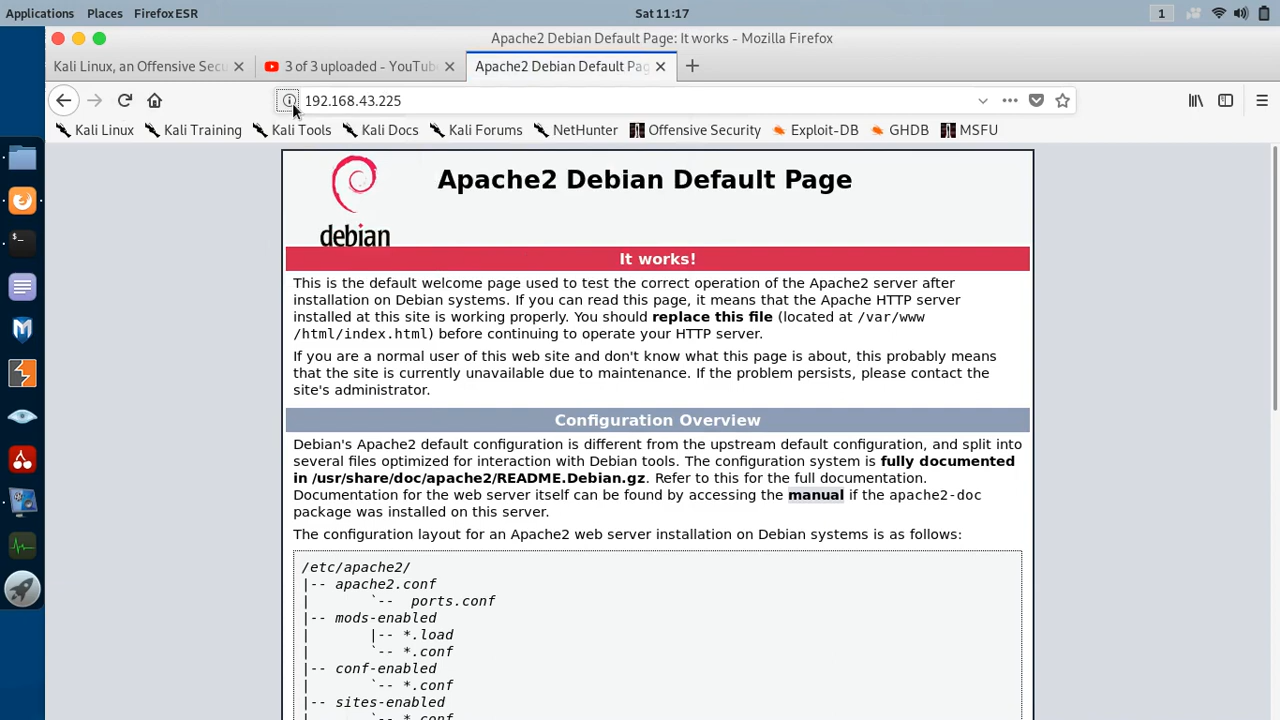 Applications Places Firefox ESR Sat 11:17 1
Apache2 Debian Default Page: It works - Mozilla Firefox
Kali Linux, an Offensive Secu 3 of 3 uploaded - YouTube Apache2 Debian Default Pag
192.168.43.225
Kali Linux Kali Training Kali Tools Kali Docs Kali Forums NetHunter Offensive Security Exploit-DB GHDB MSFU
Apache2 Debian Default Page
debian
It works!
This is the default welcome page used to test the correct operation of the Apache2 server after
installation on Debian systems. If you can read this page, it means that the Apache HTTP server
installed at this site is working properly. You should replace this file (located at /var/www
/html/index.html) before continuing to operate your HTTP server.
If you are a normal user of this web site and don't know what this page is about, this probably means
that the site is currently unavailable due to maintenance. If the problem persists, please contact the
site's administrator.
Configuration Overview
Debian's Apache2 default configuration is different from the upstream default configuration, and split into
several files optimized for interaction with Debian tools. The configuration system is fully documented
in /usr/share/doc/apache2/README.Debian.gz. Refer to this for the full documentation.
Documentation for the web server itself can be found by accessing the manual if the apache2-doc
package was installed on this server.
The configuration layout for an Apache2 web server installation on Debian systems is as follows:
/etc/apache2/
|-- apache2.conf
|       `--  ports.conf
|-- mods-enabled
|       |-- *.load
|       `-- *.conf
|-- conf-enabled
|       `-- *.conf
|-- sites-enabled
|       `-- *.conf